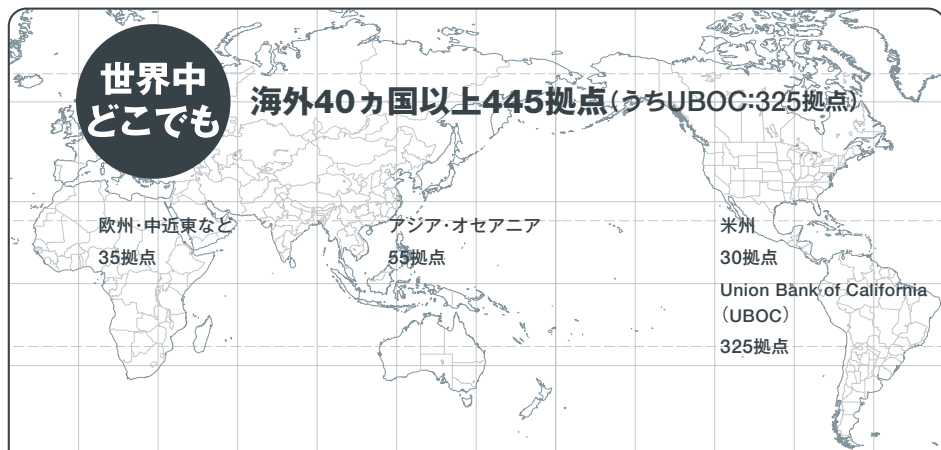 世界中
どこでも
海外40ヵ国以上445拠点(うちUBOC:325拠点)
欧州・中近東など
35拠点
アジア・オセアニア
55拠点
米州
30拠点
Union Bank of California
(UBOC)
325拠点